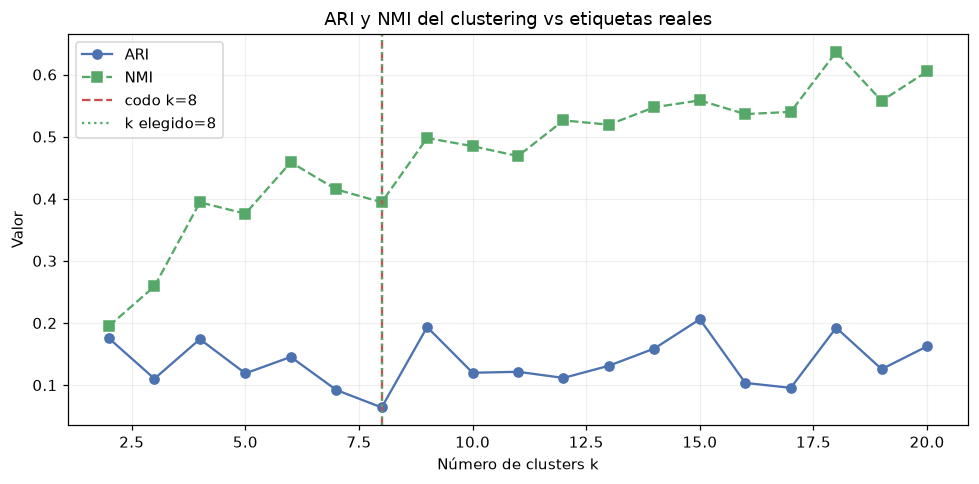 ARI y NMI del clustering vs etiquetas reales
ARI
NMI
codo k=8
k elegido=8
Valor
0.6
0.5
0.4
0.3
0.2
0.1
2.5 5.0 7.5 10.0 12.5 15.0 17.5 20.0
Número de clusters k